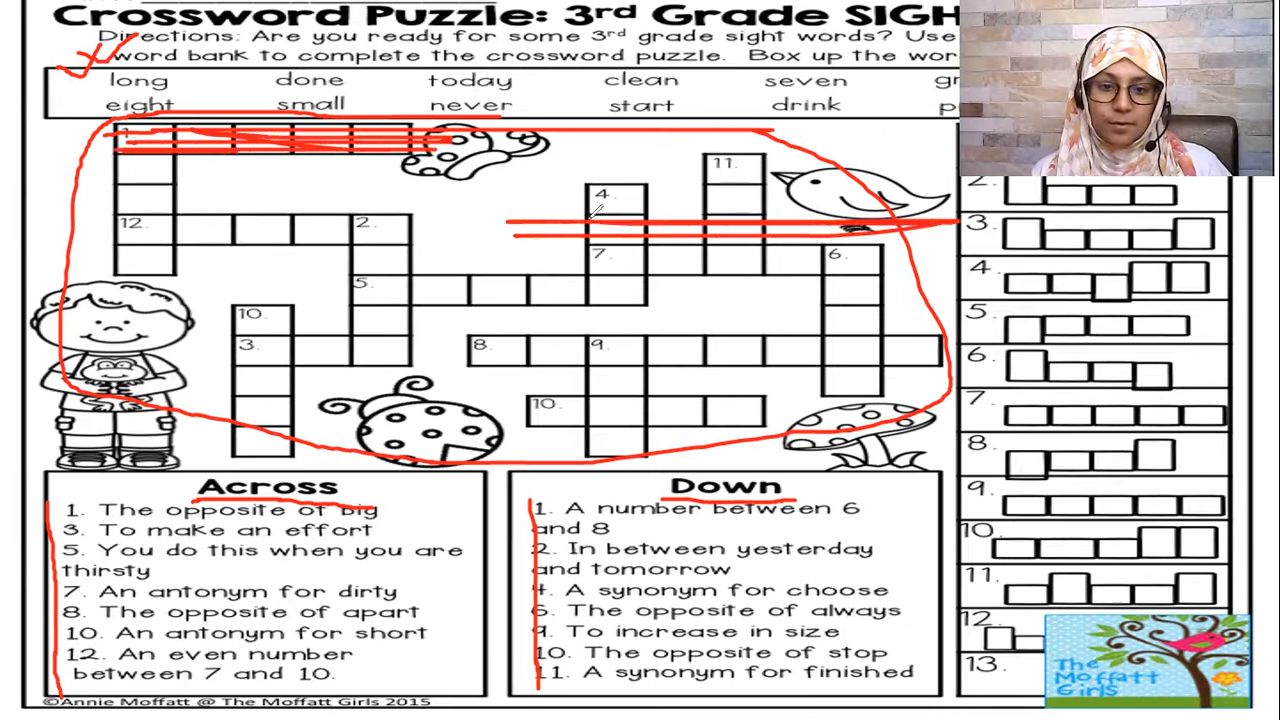 Crossword Puzzle: 3rd Grade SIGH
Directions: Are you ready for some 3rd grade sight words? Use
word bank to complete the crossword puzzle. Box up the wor
long done today clean seven gr
eight small never start drink p
1.
11.
4.
12. 2.
7. 6.
5.
10.
3. 8. 9.
10.
2.
3.
4.
5.
6.
7.
8.
9.
10.
11.
12.
13.
Across
1. The opposite of big
3. To make an effort
5. You do this when you are
thirsty
7. An antonym for dirty
8. The opposite of apart
10. An antonym for short
12. An even number
between 7 and 10.
Down
1. A number between 6
and 8
2. In between yesterday
and tomorrow
4. A synonym for choose
6. The opposite of always
9. To increase in size
10. The opposite of stop
11. A synonym for finished
The
Moffatt
Girls
©Annie Moffatt @ The Moffatt Girls 2015